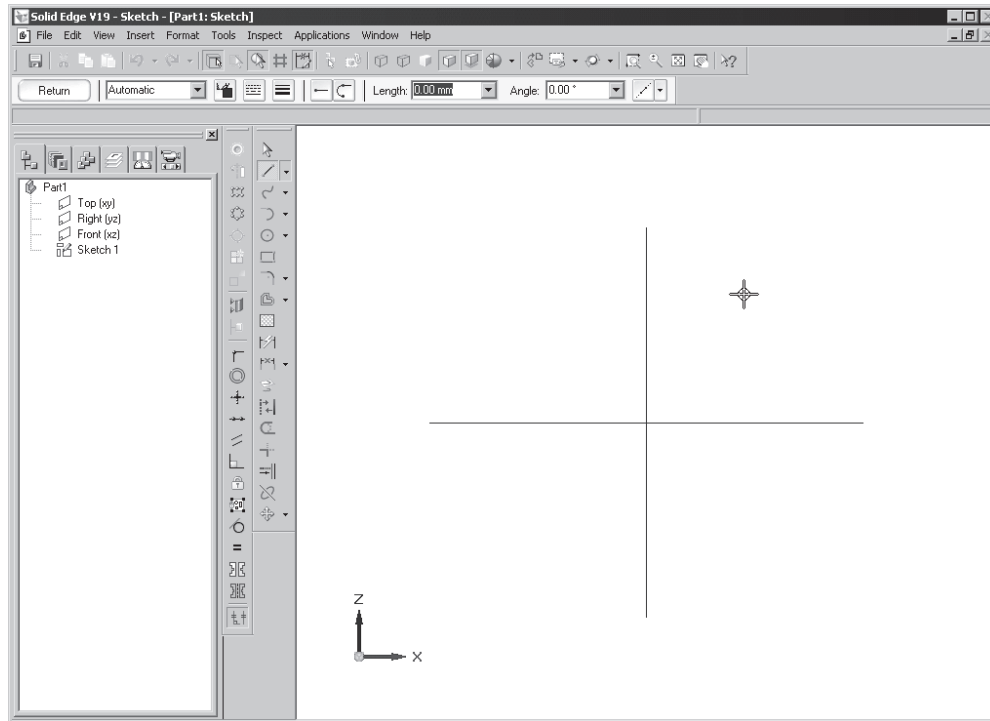 Solid Edge V19 - Sketch - [Part1: Sketch]
File Edit View Insert Format Tools Inspect Applications Window Help
Return Automatic Length: 0.00 mm Angle: 0.00 °
Part1
Top (xy)
Right (yz)
Front (xz)
Sketch 1
Z
X